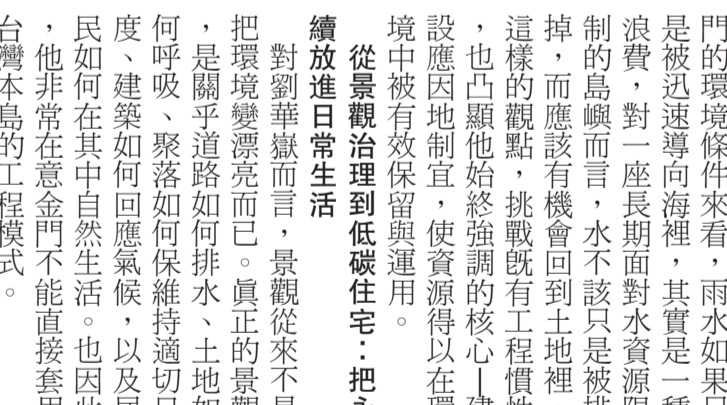 門的環境條件來看，雨水如果
是被迅速導向海裡，其實是一種
浪費，對一座長期面對水資源限
制的島嶼而言，水不該只是被排
掉，而應該有機會回到土地裡
這樣的觀點，挑戰既有工程慣性
，也凸顯他始終強調的核心—建
設應因地制宜，使資源得以在環
境中被有效保留與運用。
從景觀治理到低碳住宅：把永
續放進日常生活
對劉華嶽而言，景觀從來不是
把環境變漂亮而已。真正的景觀
，是關乎道路如何排水、土地如
何呼吸、聚落如何保維持適切尺
度、建築如何回應氣候，以及居
民如何在其中自然生活。也因此
，他非常在意金門不能直接套用
台灣本島的工程模式。